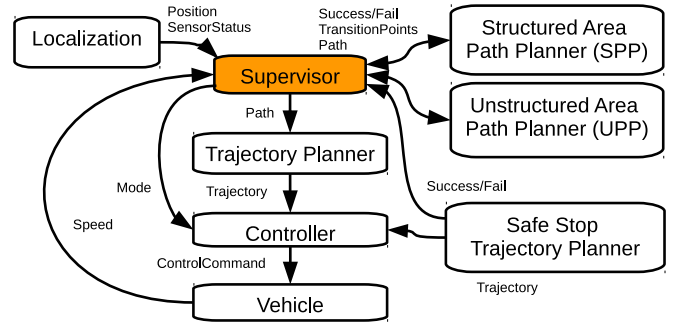 Localization
Position
SensorStatus
Success/Fail
TransitionPoints
Path
Structured Area
Path Planner (SPP)
Supervisor
Unstructured Area
Path Planner (UPP)
Path
Trajectory Planner
Mode
Trajectory
Success/Fail
Speed
Controller
Safe Stop
Trajectory Planner
ControlCommand
Trajectory
Vehicle